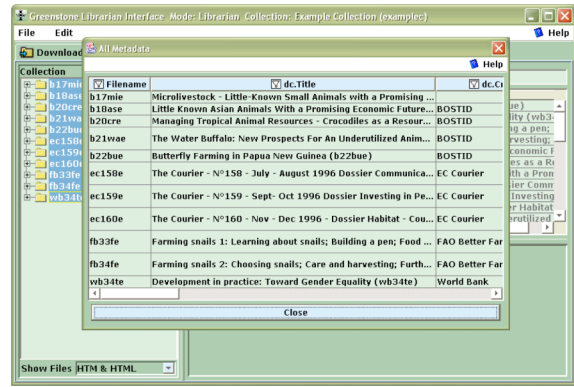 Greenstone Librarian Interface Mode: Librarian Collection: Example Collection (examplec)
File Edit Help
Download
All Metadata
Help
Collection
Filename dc.Title dc.Cr
b17mie Microlivestock - Little-Known Small Animals with a Promising ...
b18ase Little Known Asian Animals With a Promising Economic Future... BOSTID
b20cre Managing Tropical Animal Resources - Crocodiles as a Resour... BOSTID
b21wae The Water Buffalo: New Prospects For An Underutilized Anim... BOSTID
b22bue Butterfly Farming in Papua New Guinea (b22bue) BOSTID
ec158e The Courier - N°158 - July - August 1996 Dossier Communica... EC Courier
ec159e The Courier - N°159 - Sept- Oct 1996 Dossier Investing in Pe... EC Courier
ec160e The Courier - N°160 - Nov - Dec 1996 - Dossier Habitat - Cou... EC Courier
fb33fe Farming snails 1: Learning about snails; Building a pen; Food ... FAO Better Far
fb34fe Farming snails 2: Choosing snails; Care and harvesting; Furth... FAO Better Far
wb34te Development in practice: Toward Gender Equality (wb34te) World Bank
Close
b17mie
b18ase
b20cre
b21wae
b22bue
ec158e
ec159e
ec160e
fb33fe
fb34fe
wb34te
Show Files HTM & HTML